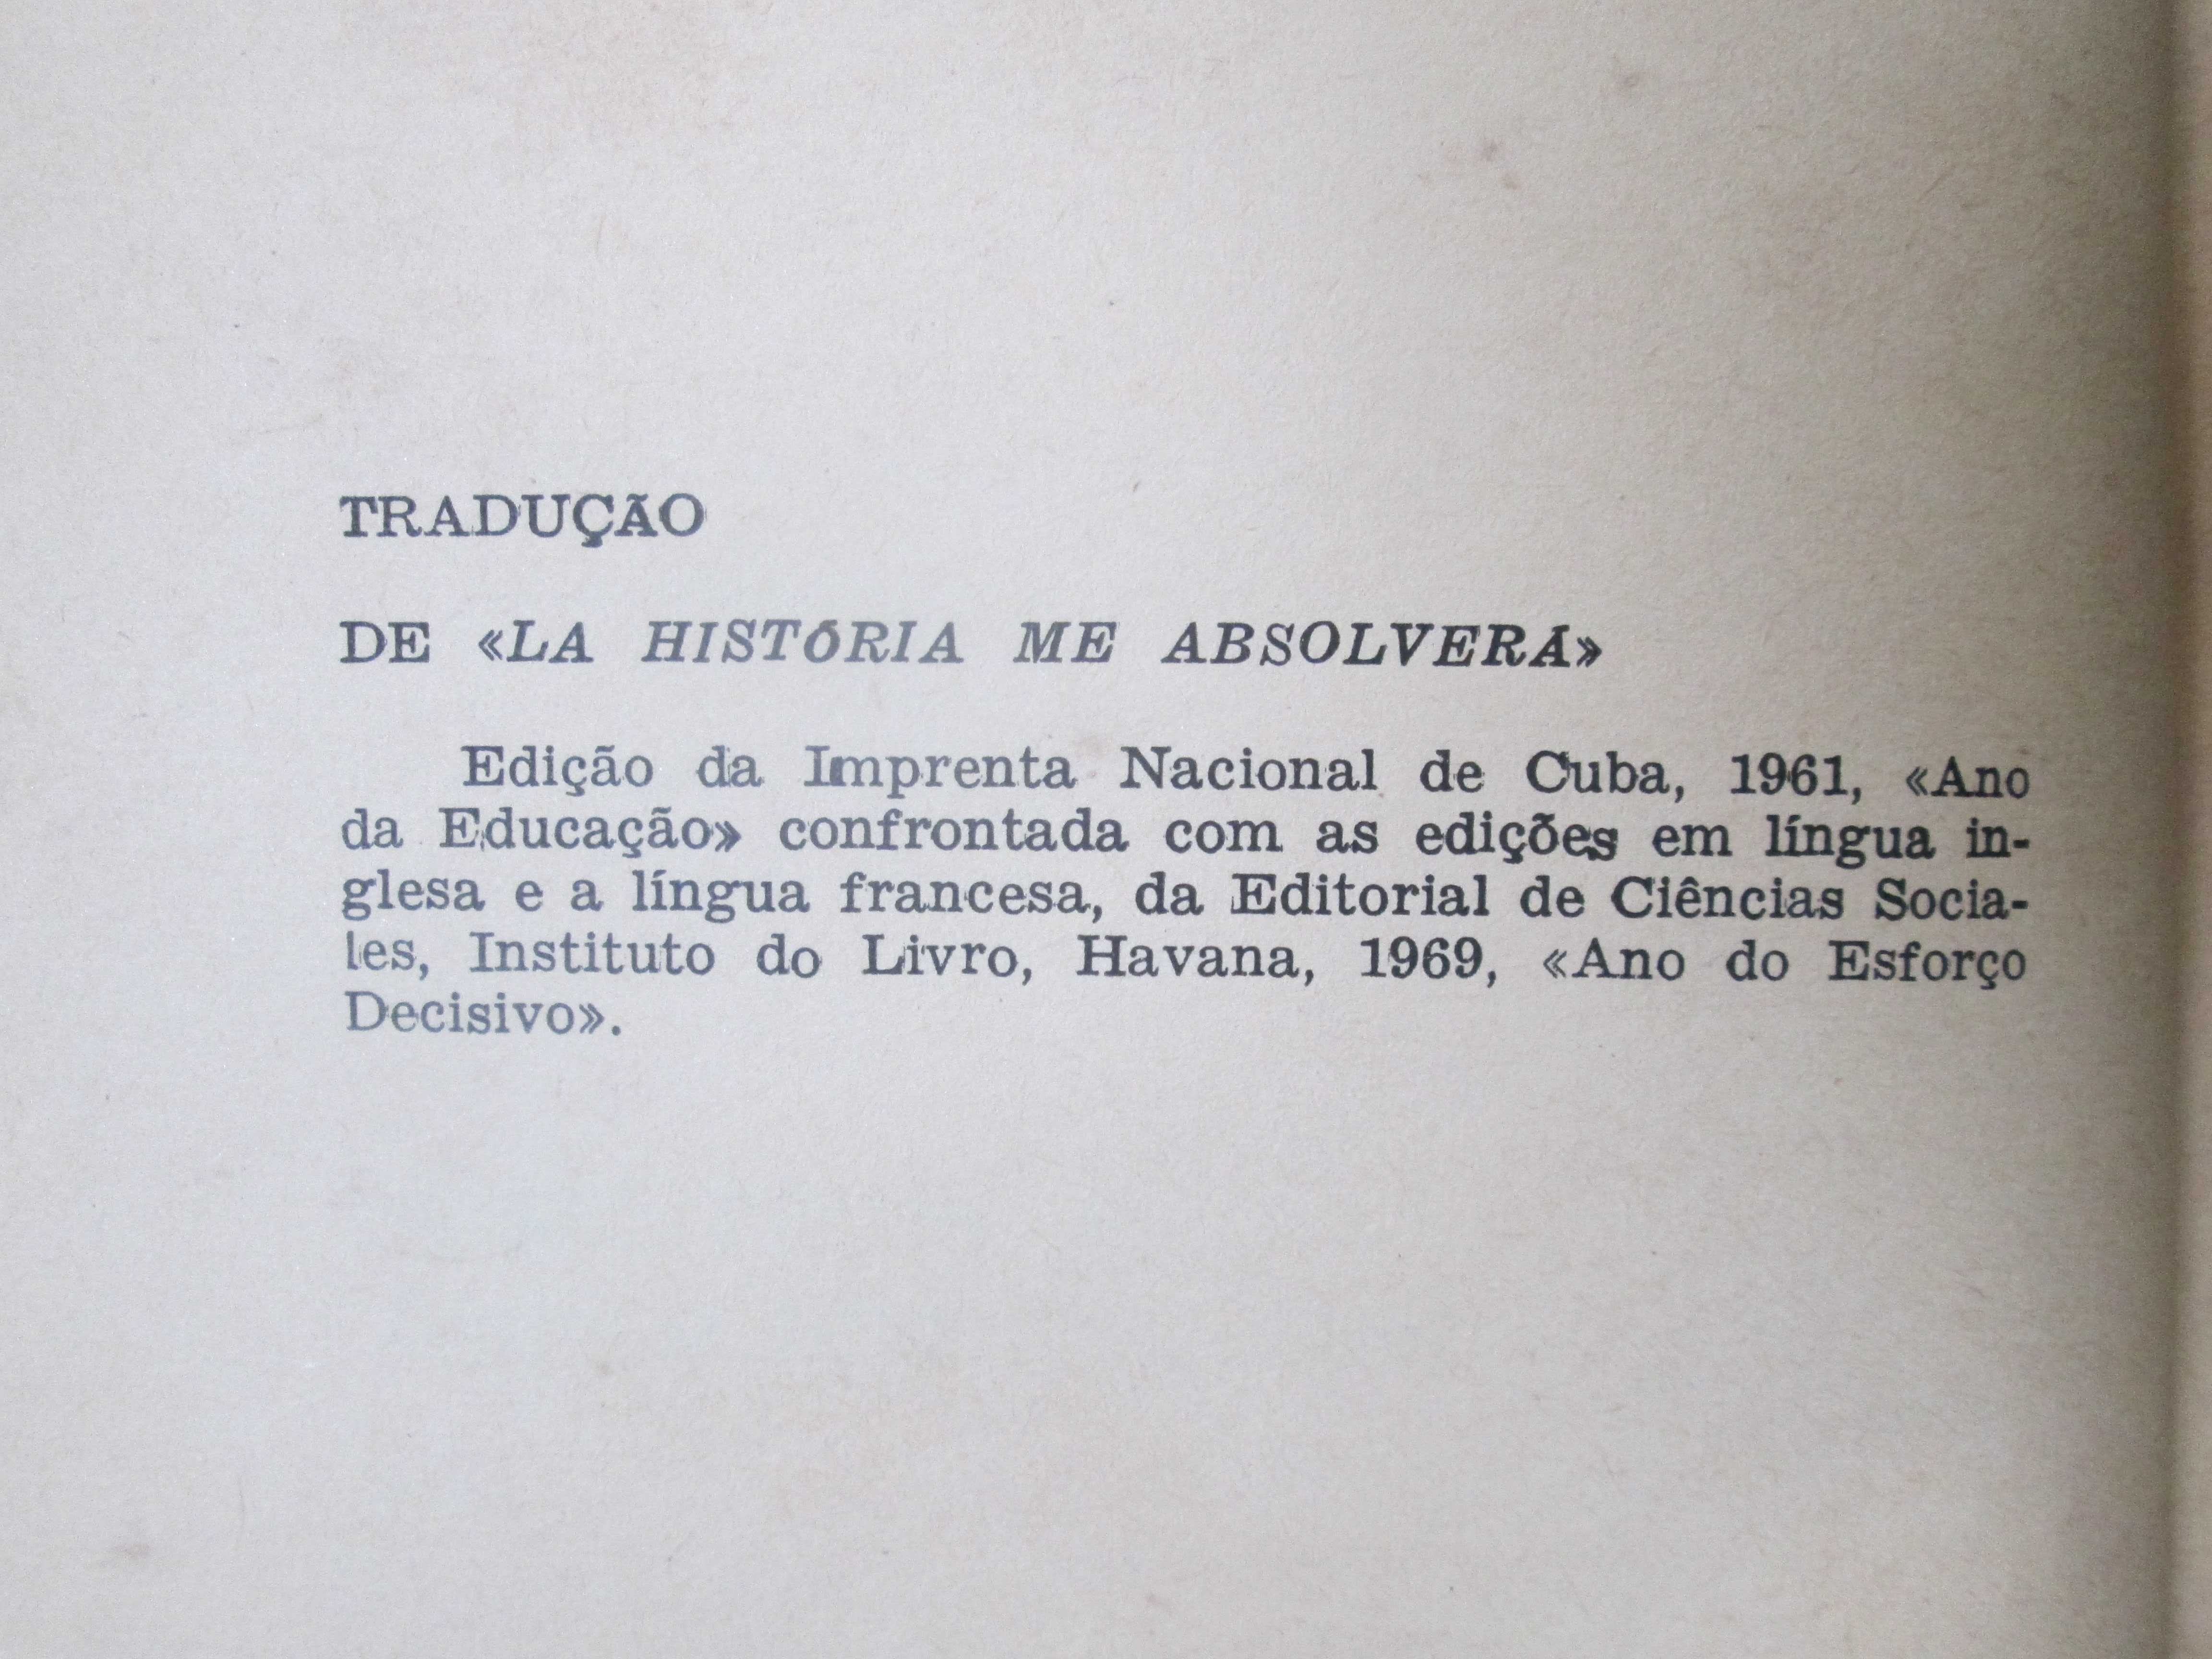 TRADUÇÃO
DE «LA HISTÓRIA ME ABSOLVERA»
Edição da Imprenta Nacional de Cuba, 1961, «Ano
da Educação» confrontada com as edições em língua in-
glesa e a língua francesa, da Editorial de Ciências Socia-
les, Instituto do Livro, Havana, 1969, «Ano do Esforço
Decisivo».